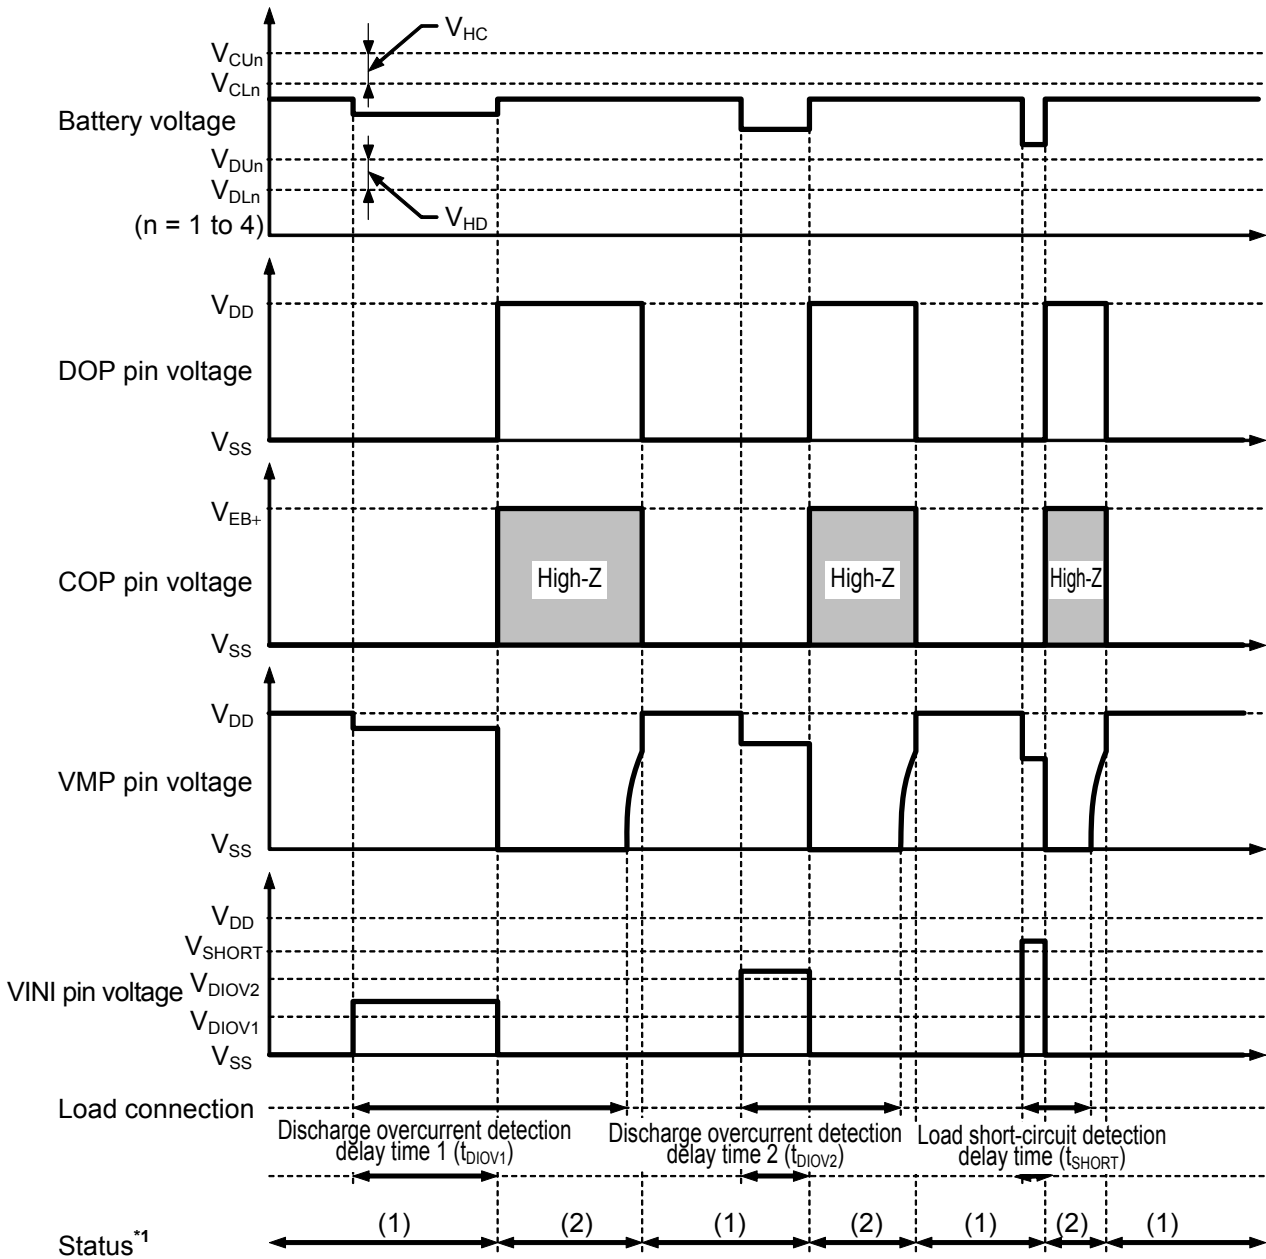 V_HC
V_CUn
V_CLn
Battery voltage
V_DUn
V_DLn
(n = 1 to 4)
V_HD
V_DD
DOP pin voltage
V_SS
V_EB+
COP pin voltage
High-Z
High-Z
High-Z
V_SS
V_DD
VMP pin voltage
V_SS
V_DD
V_SHORT
VINI pin voltage
V_DIOV2
V_DIOV1
V_SS
Load connection
Discharge overcurrent detection
delay time 1 (t_DIOV1)
Discharge overcurrent detection
delay time 2 (t_DIOV2)
Load short-circuit detection
delay time (t_SHORT)
Status*1
(1)
(2)
(1)
(2)
(1)
(2)
(1)